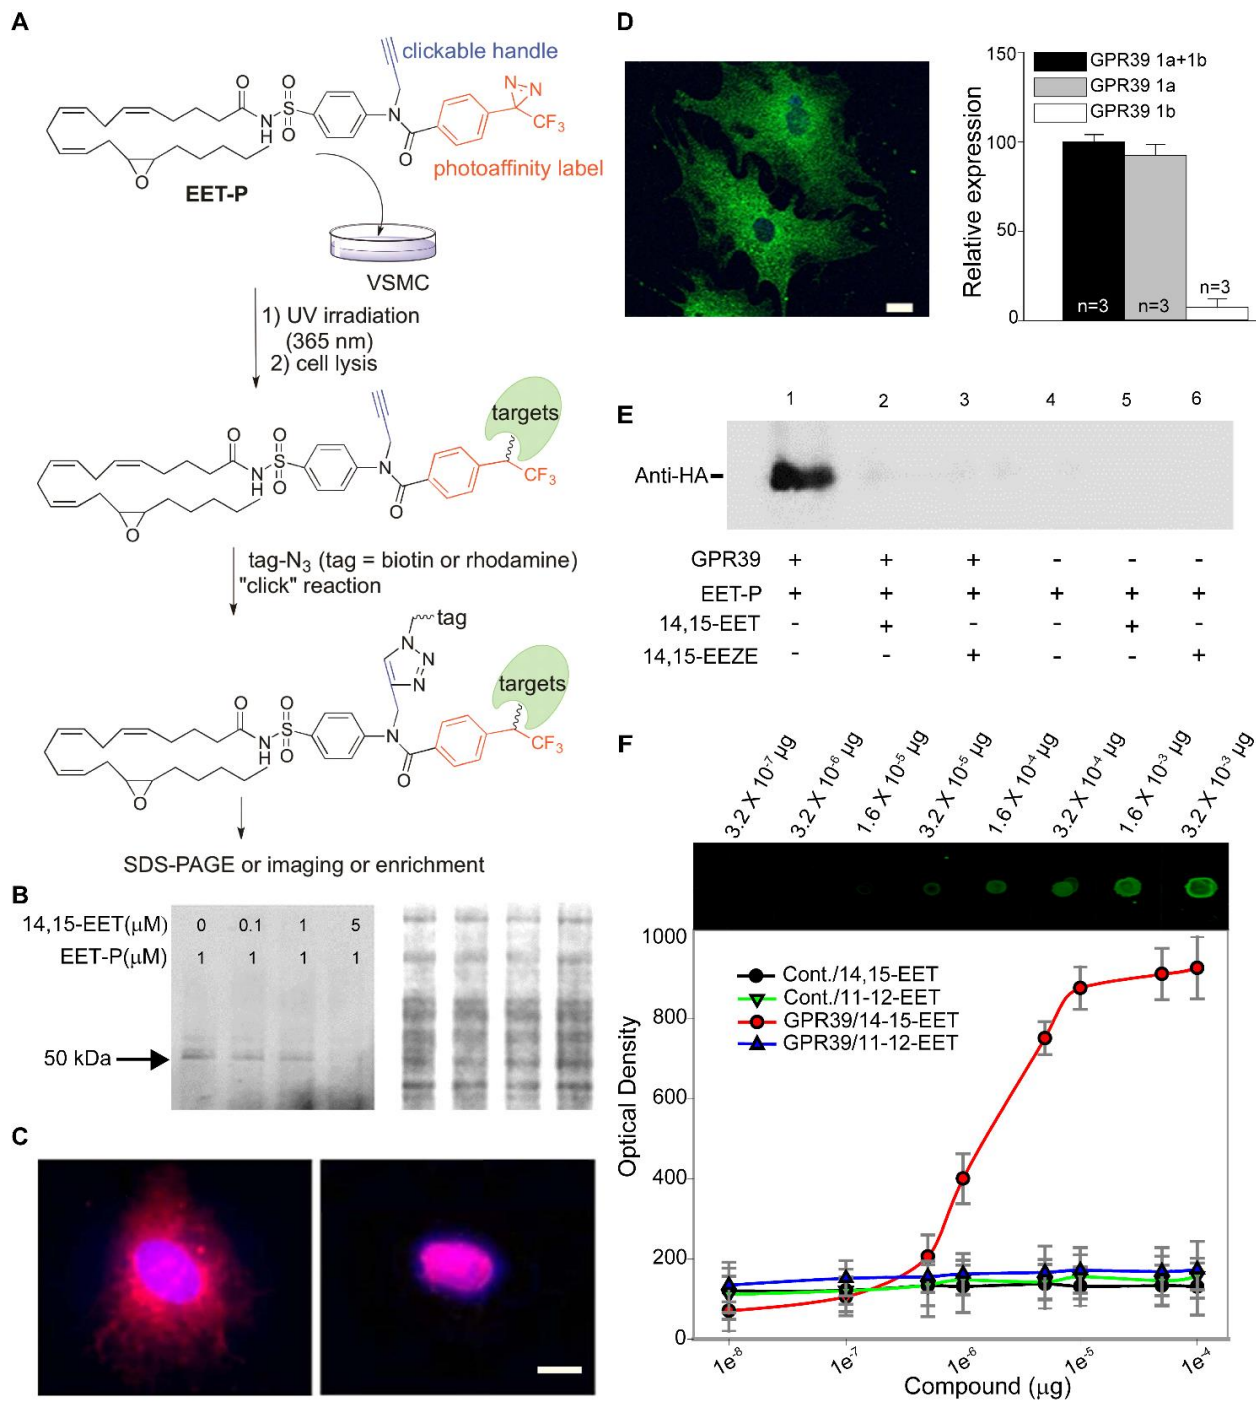 A
clickable handle
O
S
O O
N
H
N
O
N N
CF3
photoaffinity label
O
EET-P
VSMC
1) UV irradiation
(365 nm)
2) cell lysis
targets
O
O
S
O
N
H
N
O
CF3
O
tag-N3 (tag = biotin or rhodamine)
"click" reaction
tag
N
N
N
targets
O
O
S
O
N
H
N
O
CF3
O
SDS-PAGE or imaging or enrichment
B
14,15-EET(μM) 0 0.1 1 5
EET-P(μM) 1 1 1 1
50 kDa
C
D
150
100
50
0
Relative expression
GPR39 1a+1b
GPR39 1a
GPR39 1b
n=3 n=3 n=3
E
1 2 3 4 5 6
Anti-HA
GPR39 + + + - - -
EET-P + + + + + +
14,15-EET - + - - + -
14,15-EEZE - - + - - +
F
3.2 X 10-7 μg
3.2 X 10-6 μg
1.6 X 10-5 μg
3.2 X 10-5 μg
1.6 X 10-4 μg
3.2 X 10-4 μg
1.6 X 10-3 μg
3.2 X 10-3 μg
1000
800
600
400
200
0
Optical Density
Cont./14,15-EET
Cont./11-12-EET
GPR39/14-15-EET
GPR39/11-12-EET
1e-8 1e-7 1e-6 1e-5 1e-4
Compound (μg)